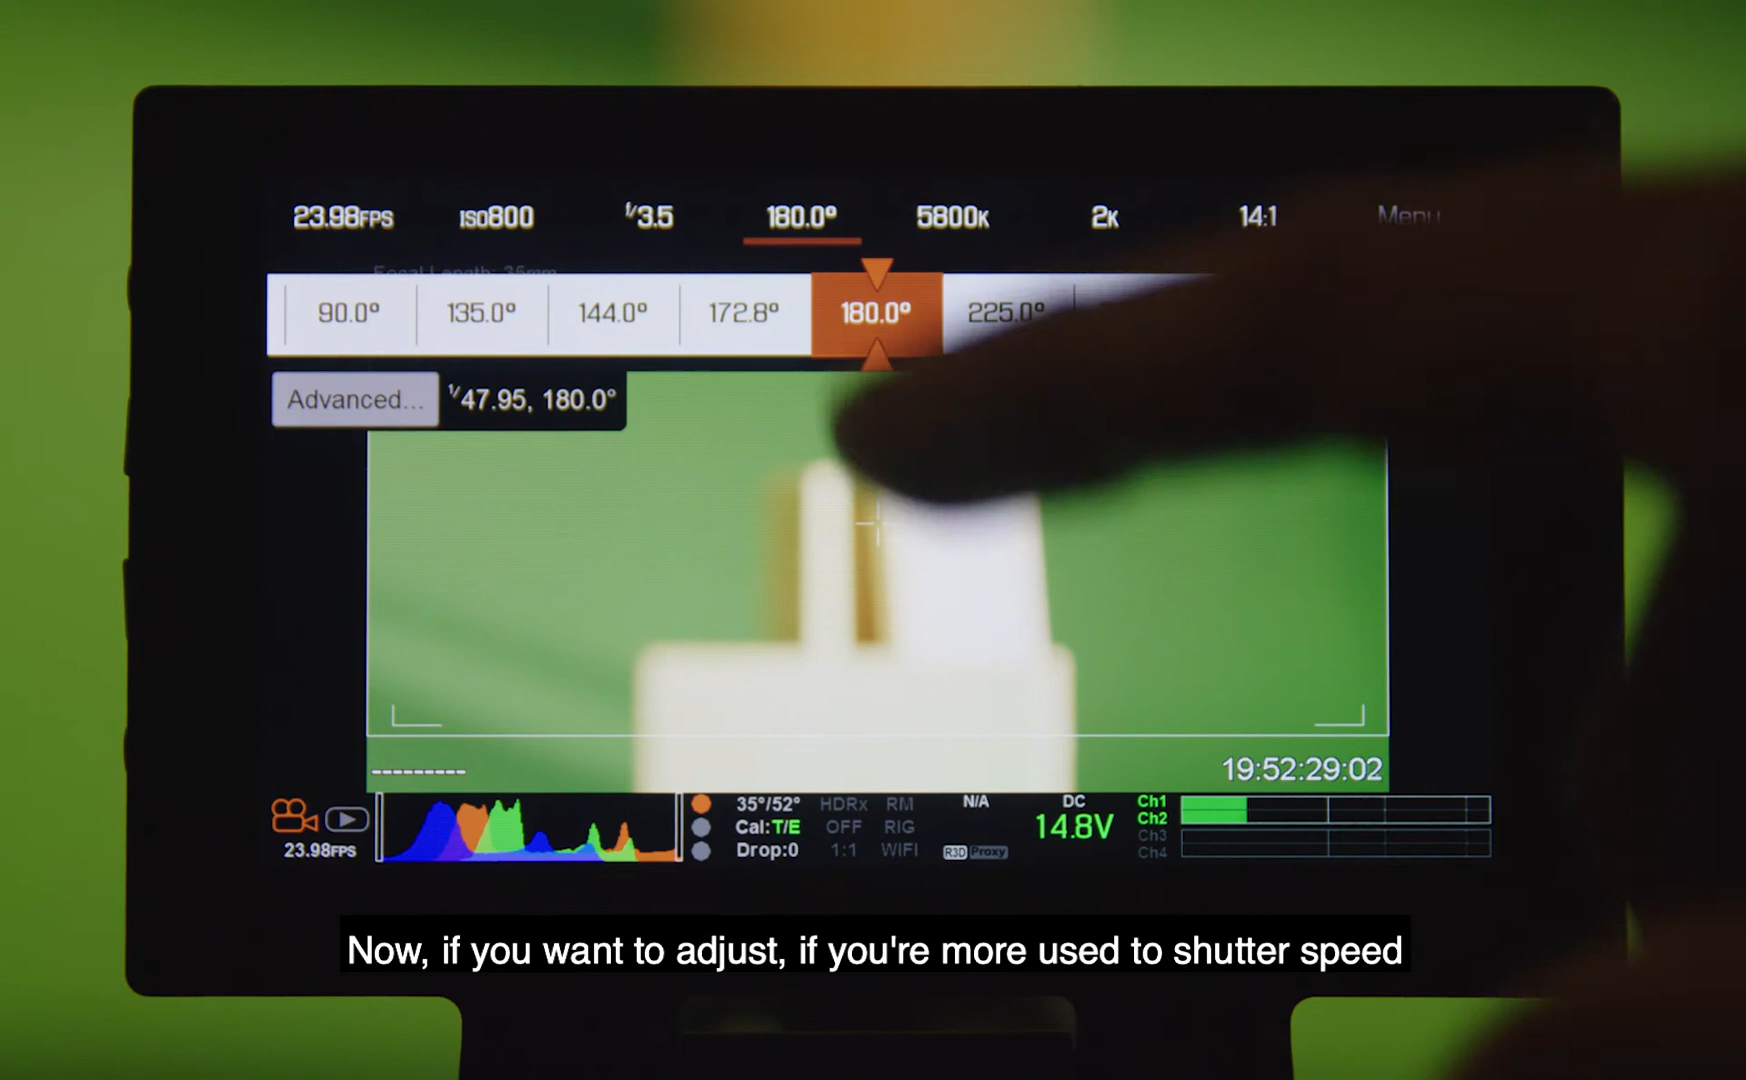 23.98FPS ISO800 f/3.5 180.0° 5800K 2K 14:1 Menu
Focal Length: 35mm
90.0° 135.0° 144.0° 172.8° 180.0° 225.0°
Advanced... 1/47.95, 180.0°
---------
19:52:29:02
35°/52° HDRx RM N/A DC Ch1
Cal:T/E OFF RIG 14.8V Ch2
Drop:0 1:1 WIFI R3D Proxy Ch3
23.98FPS Ch4
Now, if you want to adjust, if you're more used to shutter speed